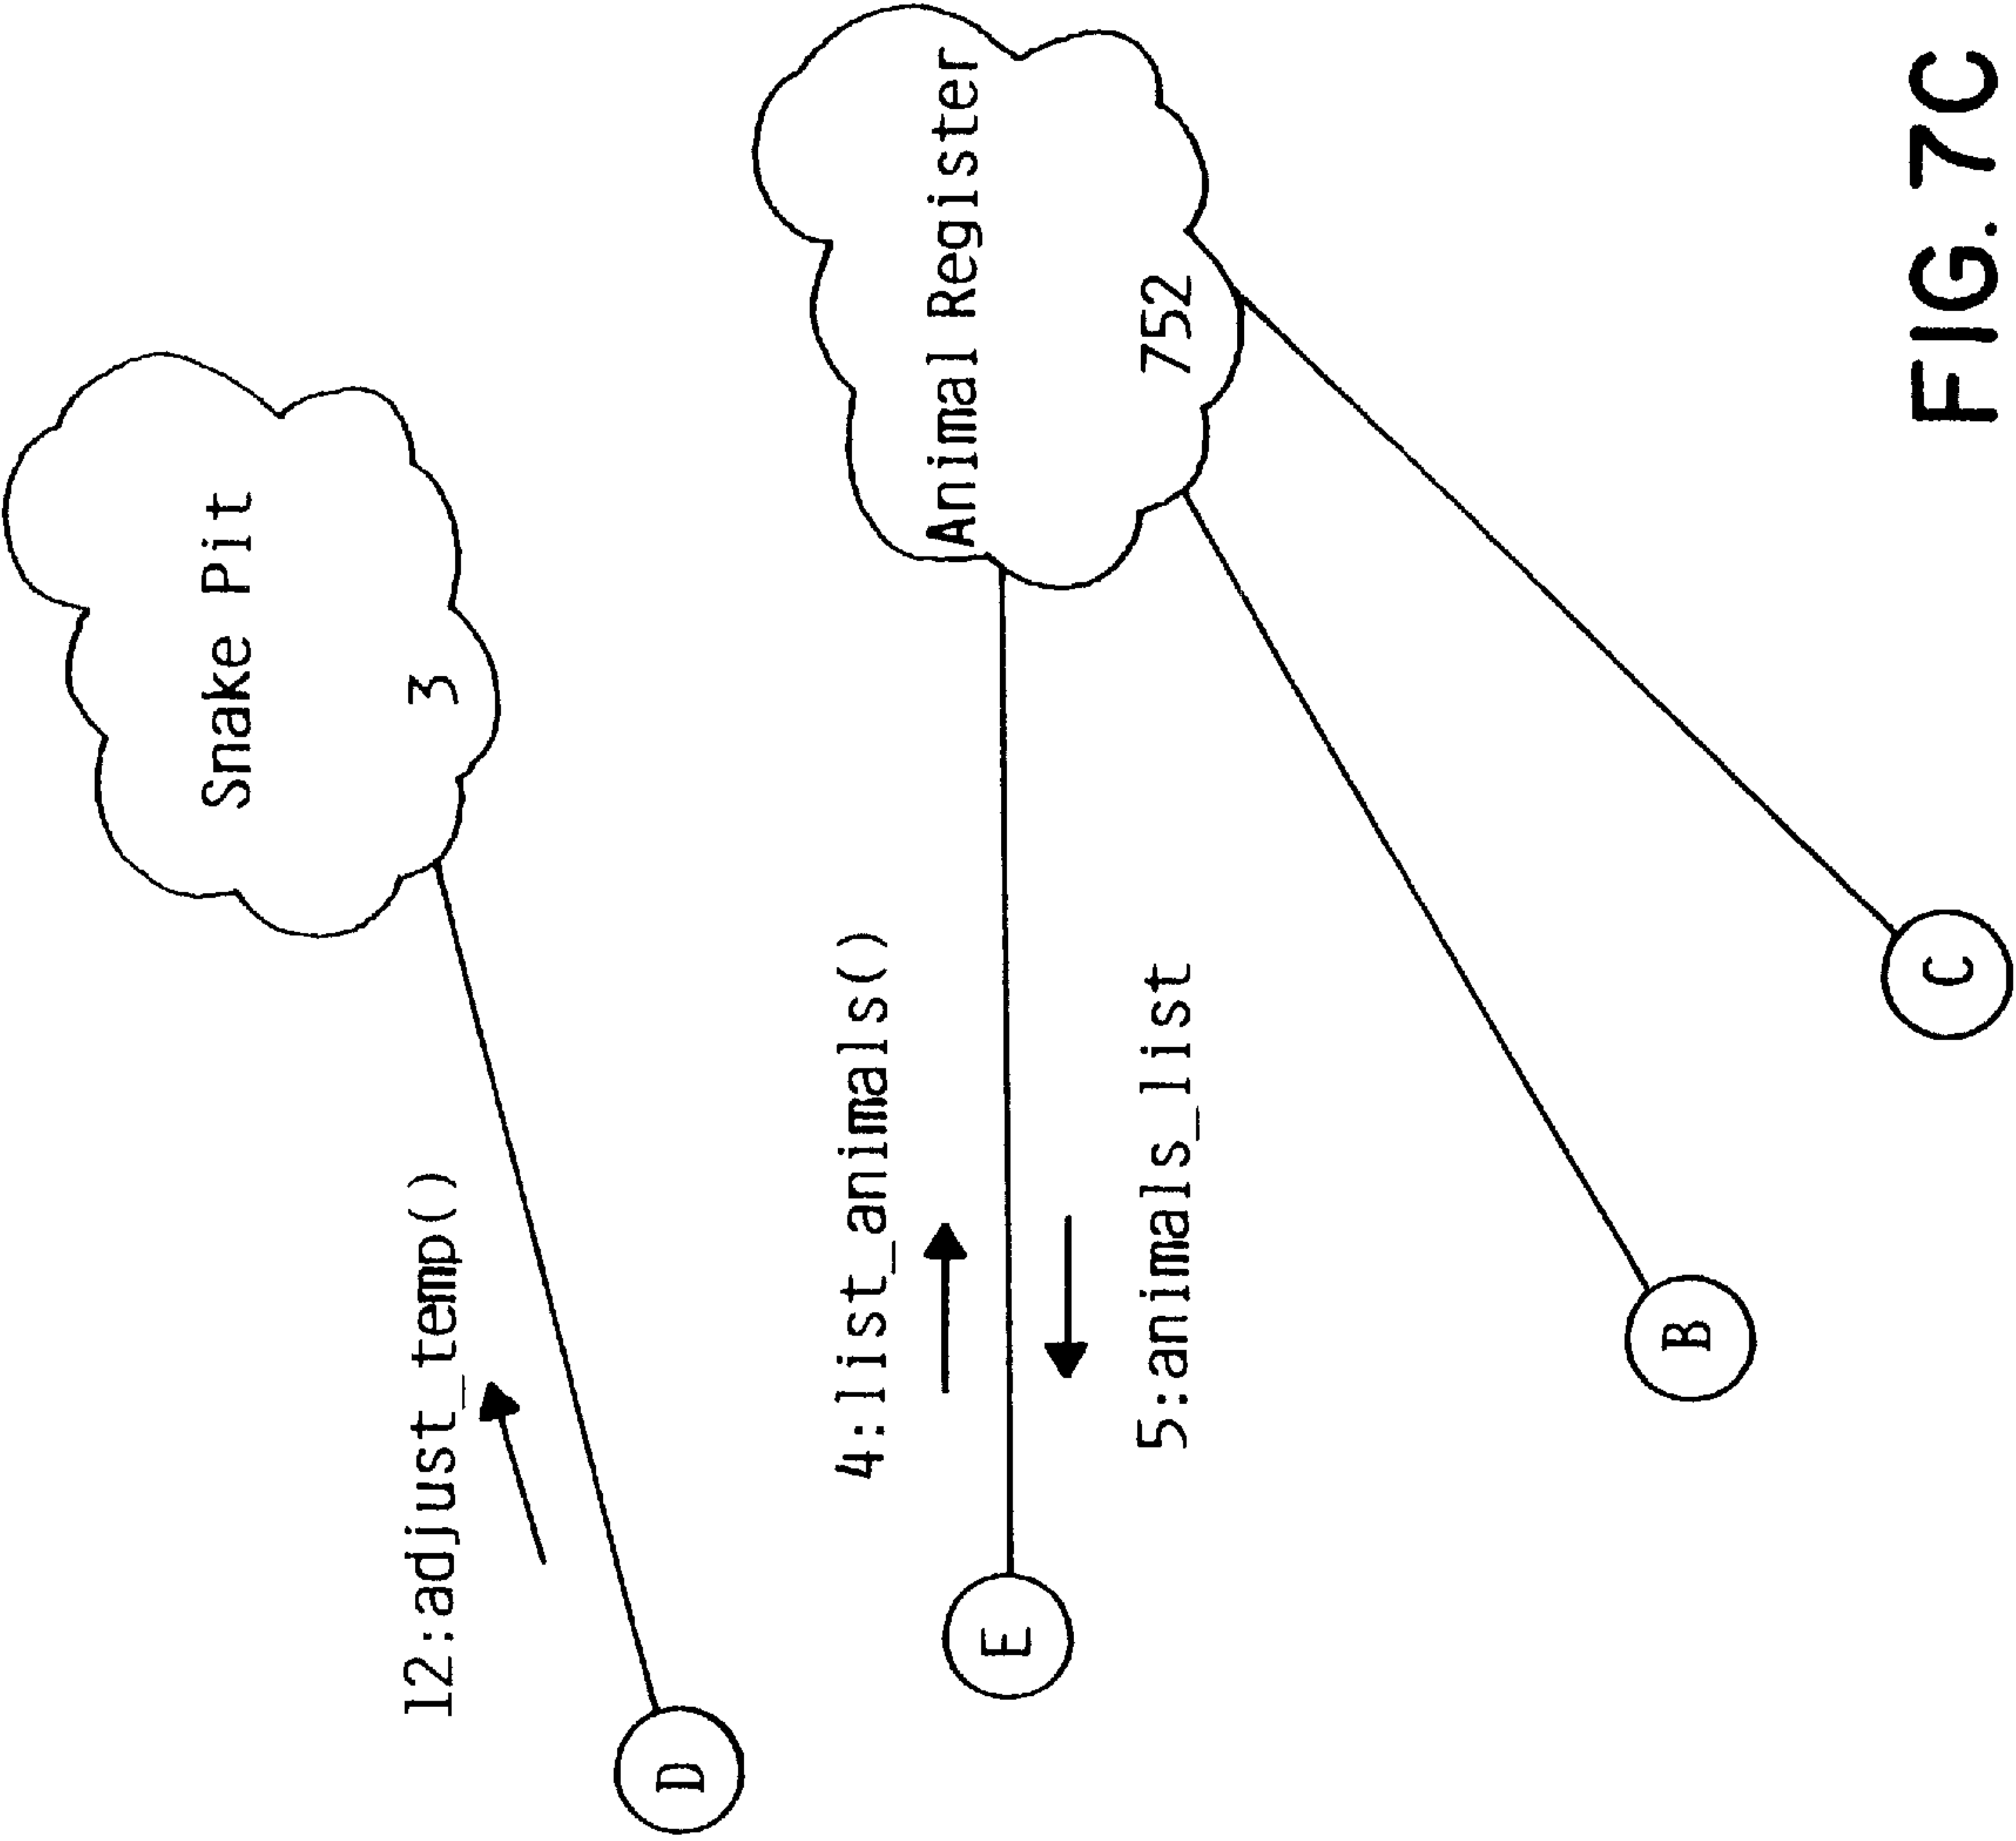 Snake Pit
3
12:adjust_temp()
D
Animal Register
752
4:list_animals()
5:animals_list
E
B
C
FIG. 7C